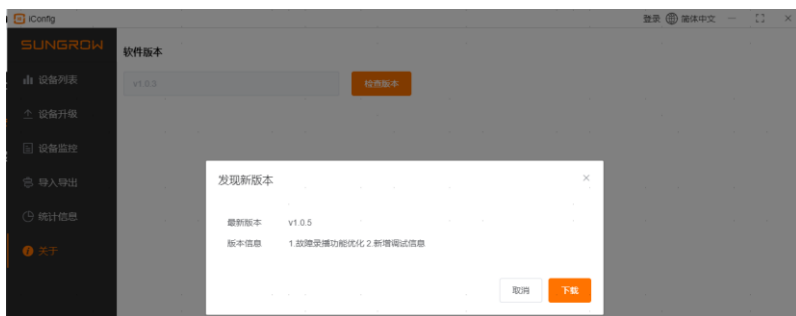 iConfig
登录 简体中文
SUNGROW
软件版本
设备列表
v1.0.3
检查版本
设备升级
设备监控
导入导出
统计信息
关于
发现新版本
最新版本 v1.0.5
版本信息 1.故障录播功能优化 2.新增调试信息
取消 下载